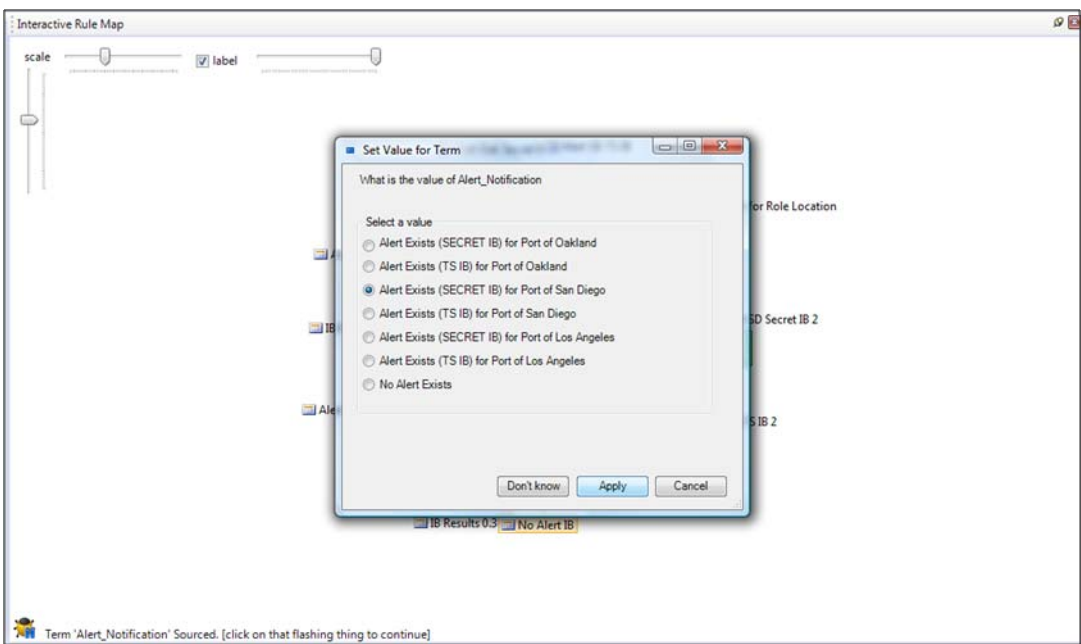 Interactive Rule Map
scale
label
Set Value for Term
What is the value of Alert_Notification
Select a value
Alert Exists (SECRET IB) for Port of Oakland
Alert Exists (TS IB) for Port of Oakland
Alert Exists (SECRET IB) for Port of San Diego
Alert Exists (TS IB) for Port of San Diego
Alert Exists (SECRET IB) for Port of Los Angeles
Alert Exists (TS IB) for Port of Los Angeles
No Alert Exists
Don't know
Apply
Cancel
for Role Location
SD Secret IB 2
IB
Ale
S IB 2
IB Results 0.3
No Alert IB
Term 'Alert_Notification' Sourced. [click on that flashing thing to continue]